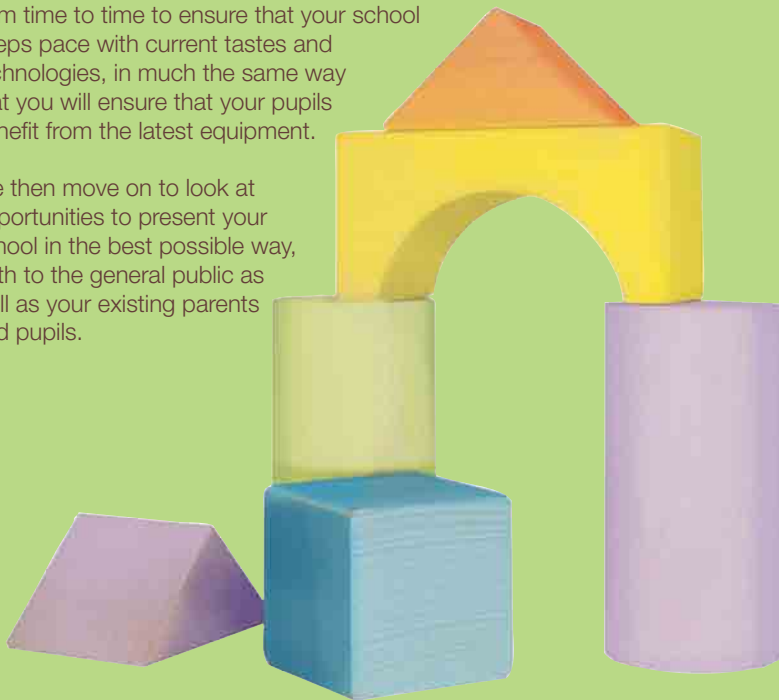 m time to time to ensure that your school
eps pace with current tastes and
chnologies, in much the same way
at you will ensure that your pupils
nefit from the latest equipment.
e then move on to look at
portunities to present your
hool in the best possible way,
th to the general public as
ll as your existing parents
d pupils.